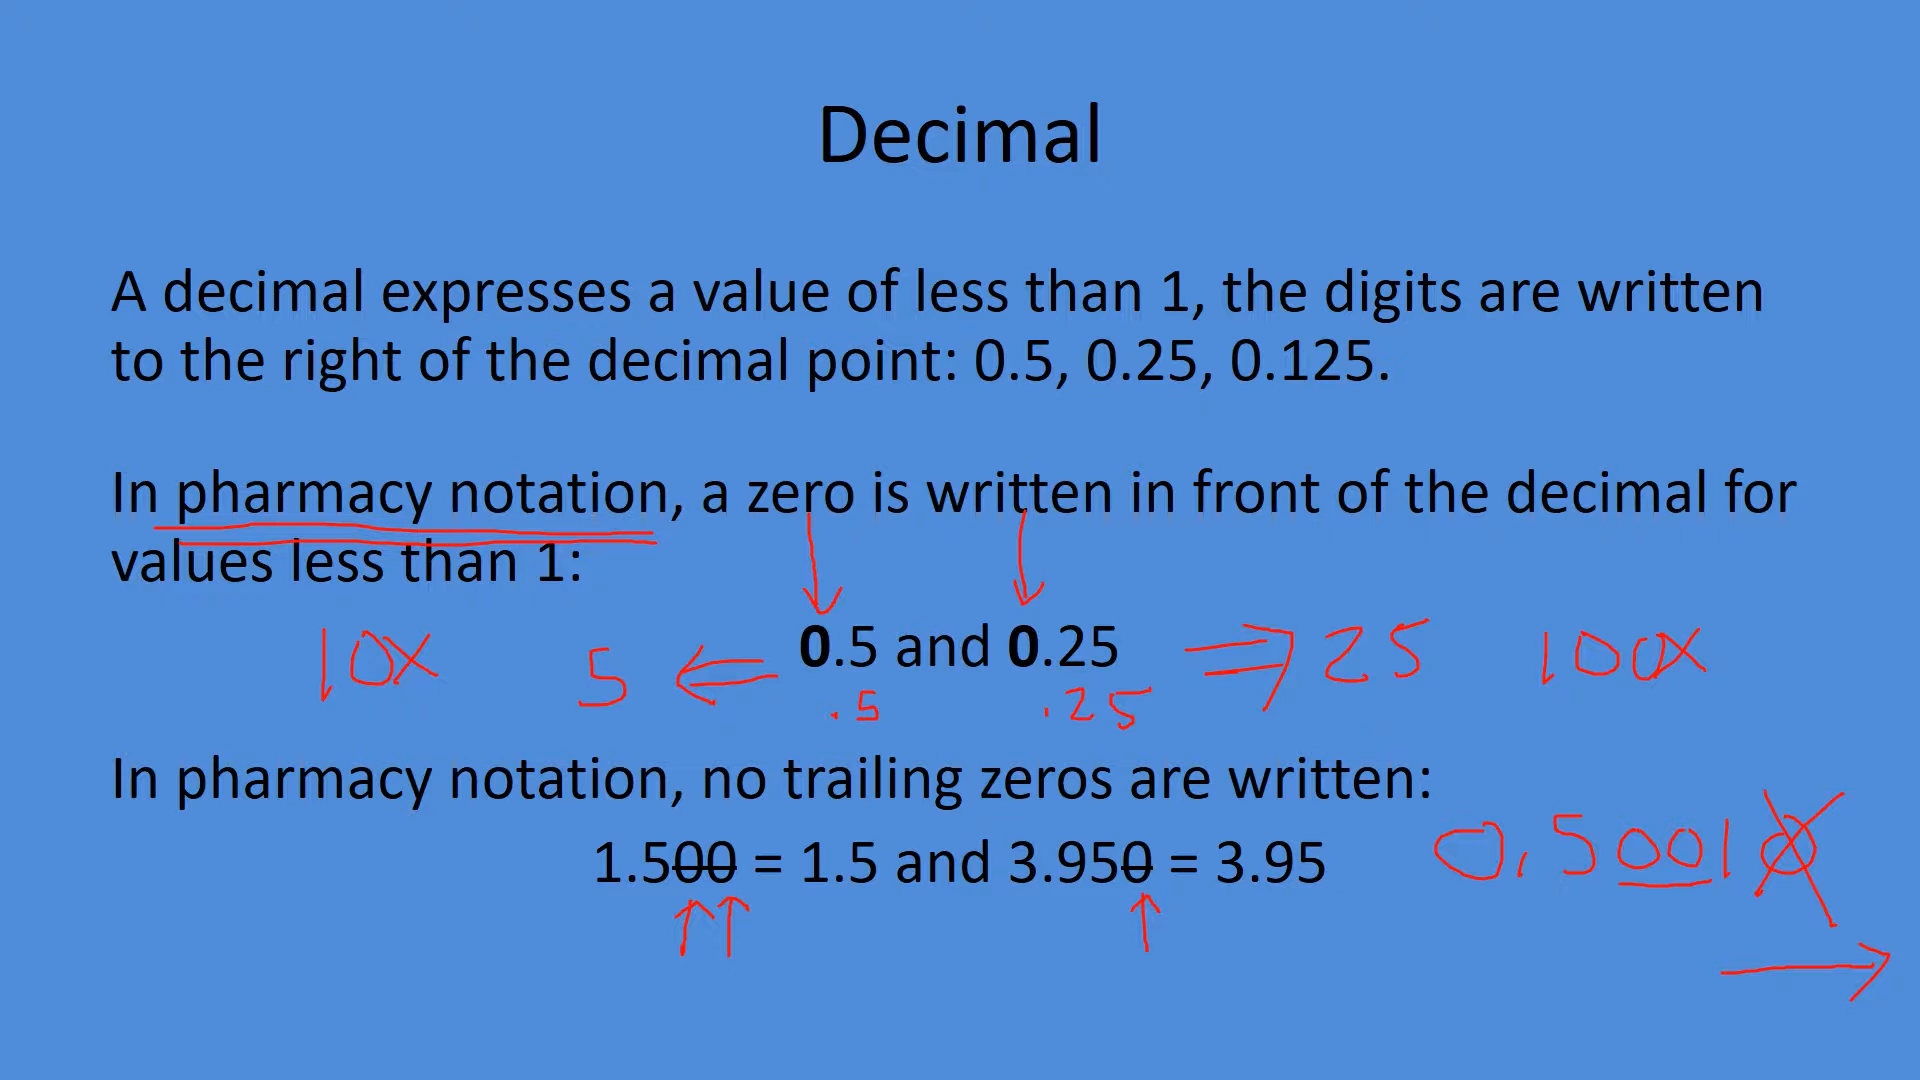 Decimal
A decimal expresses a value of less than 1, the digits are written
to the right of the decimal point: 0.5, 0.25, 0.125.
In pharmacy notation, a zero is written in front of the decimal for
values less than 1:
10x 5 ← 0.5 and 0.25 ⇒ 25 100x
.5 .25
In pharmacy notation, no trailing zeros are written:
1.500 = 1.5 and 3.950 = 3.95 0.50010